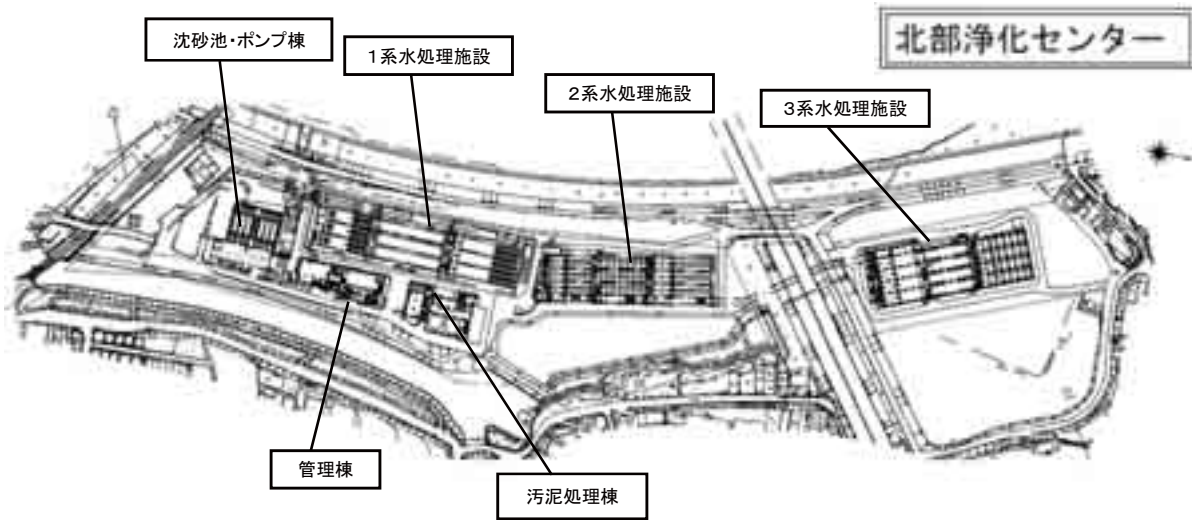 北部浄化センター
沈砂池・ポンプ棟
1系水処理施設
2系水処理施設
3系水処理施設
管理棟
汚泥処理棟